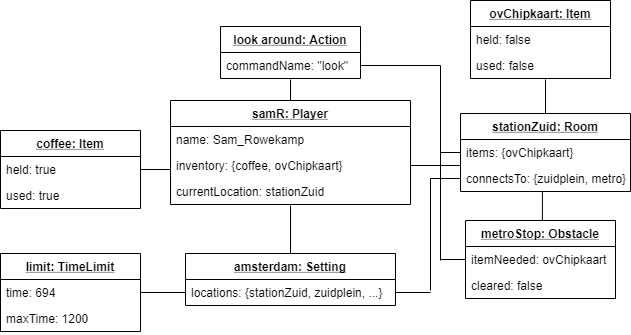 ovChipkaart: Item
held: false
used: false
look around: Action
commandName: "look"
samR: Player
name: Sam_Rowekamp
inventory: {coffee, ovChipkaart}
currentLocation: stationZuid
stationZuid: Room
items: {ovChipkaart}
connectsTo: {zuidplein, metro}
coffee: Item
held: true
used: true
metroStop: Obstacle
itemNeeded: ovChipkaart
cleared: false
limit: TimeLimit
time: 694
maxTime: 1200
amsterdam: Setting
locations: {stationZuid, zuidplein, ...}